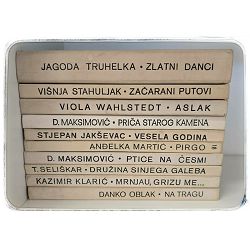 JAGODA TRUHELKA • ZLATNI DANCI
VIŠNJA STAHULJAK • ZAČARANI PUTOVI
VIOLA WAHLSTEDT • ASLAK
D. MAKSIMOVIĆ • PRIČA STAROG KAMENA
STJEPAN JAKŠEVAC • VESELA GODINA
ANĐELKA MARTIĆ • PIRGO
D. MAKSIMOVIĆ • PTICE NA ČESMI
T. SELIŠKAR • DRUŽINA SINJEGA GALEBA
KAZIMIR KLARIĆ • MRNJAU, GRIZU ME...
DANKO OBLAK • NA TRAGU